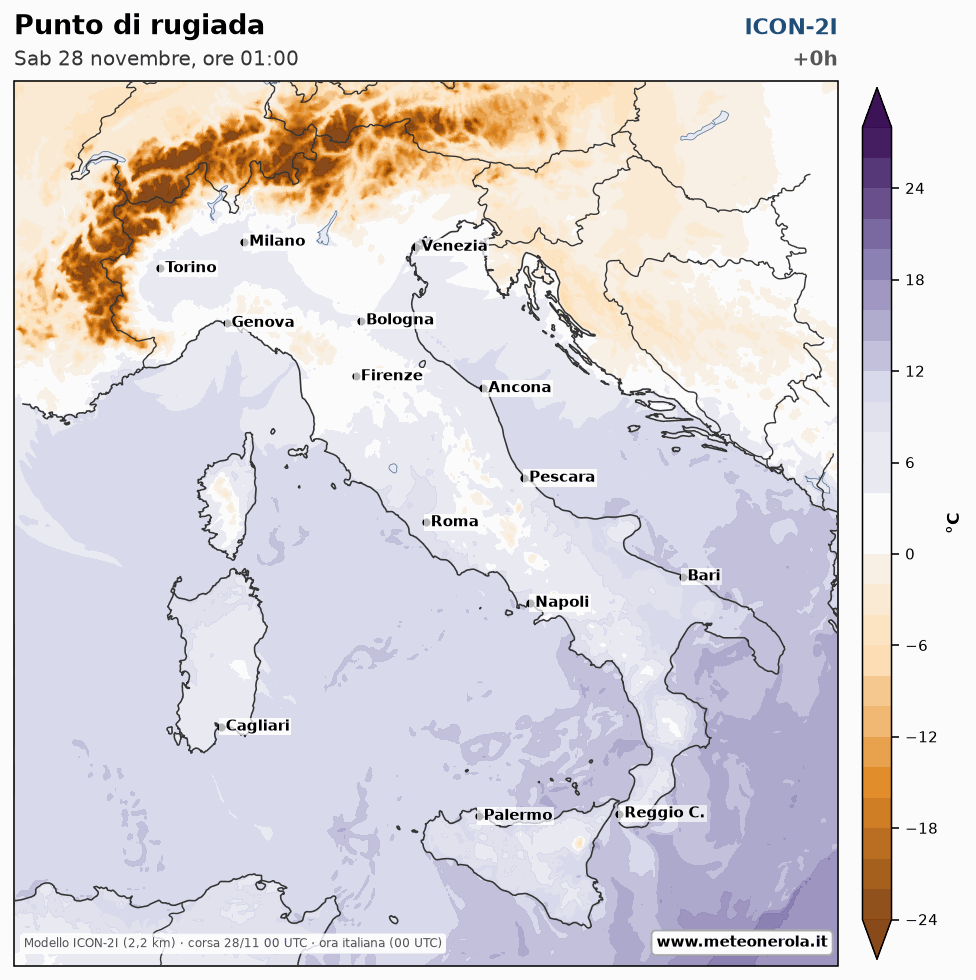 Punto di rugiada
ICON-2I
Sab 28 novembre, ore 01:00
+0h
Milano
Venezia
Torino
Genova
Bologna
Firenze
Ancona
Pescara
Roma
Bari
Napoli
Cagliari
Palermo
Reggio C.
24
18
12
6
0
−6
−12
−18
−24
°C
Modello ICON-2I (2,2 km) · corsa 28/11 00 UTC · ora italiana (00 UTC)
www.meteonerola.it